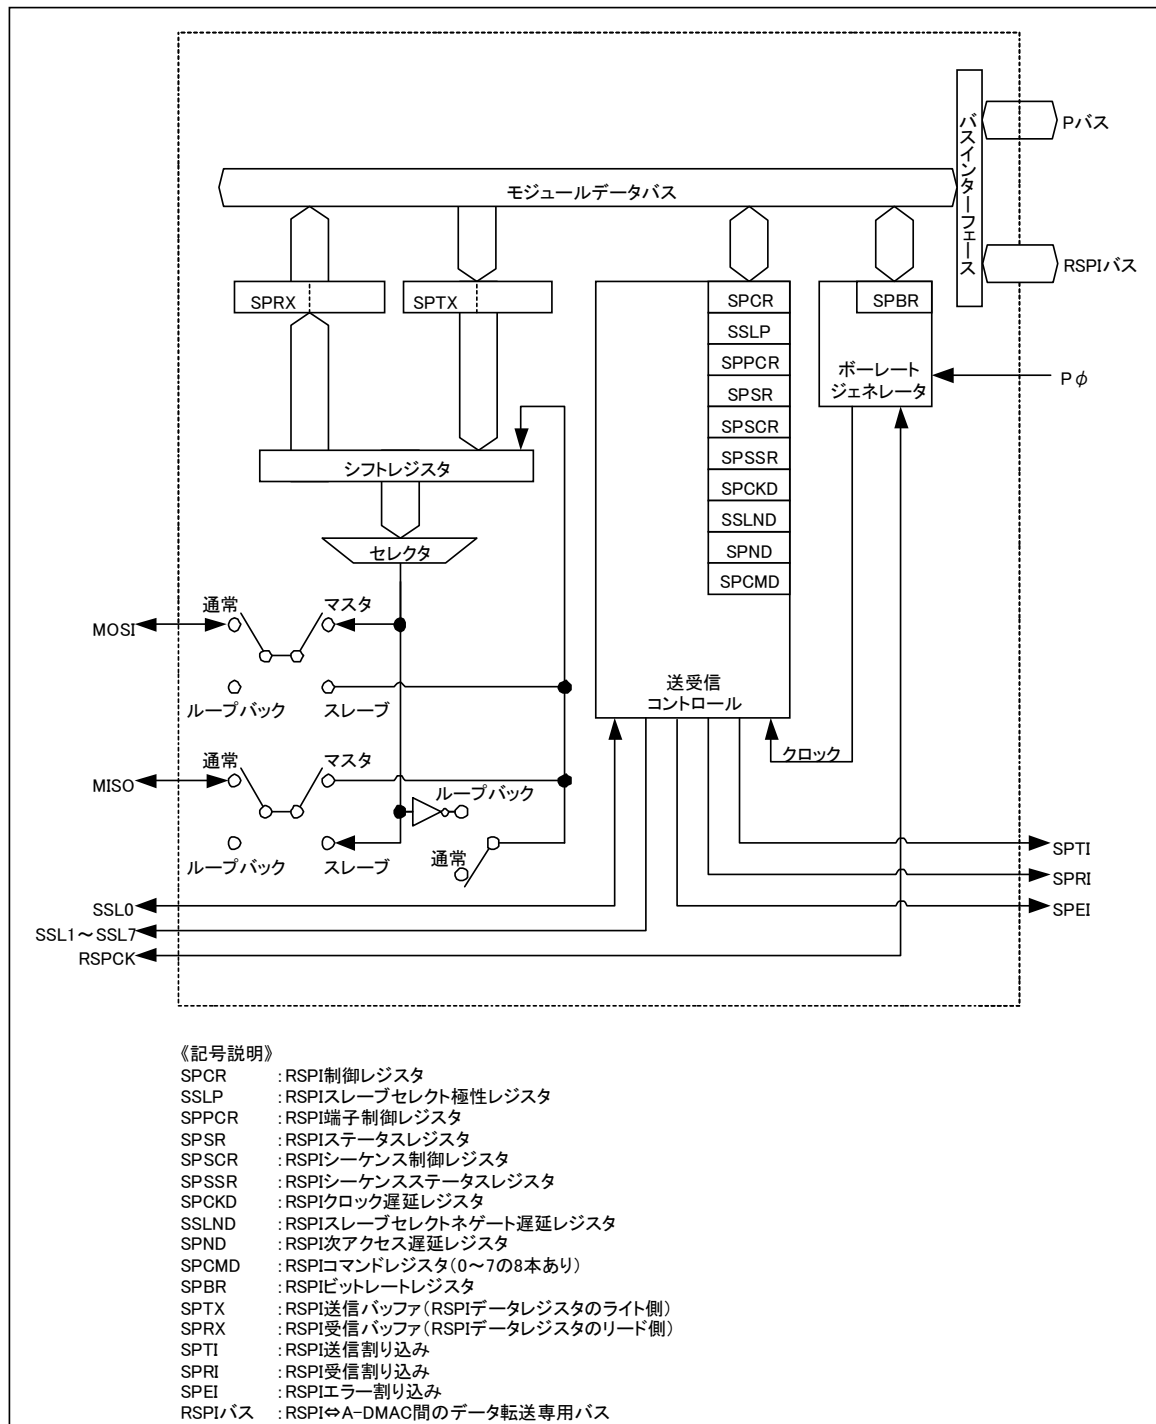 Pバス
バスインターフェース
モジュールデータバス
RSPIバス
SPRX
SPTX
SPCR
SPBR
SSLP
SPPCR
SPSR
SPSCR
SPSSR
SPCKD
SSLND
SPND
SPCMD
ボーレート
ジェネレータ
Pφ
シフトレジスタ
セレクタ
通常
マスタ
MOSI
ループバック
スレーブ
送受信
コントロール
クロック
通常
マスタ
MISO
ループバック
ループバック
スレーブ
通常
SPTI
SPRI
SPEI
SSL0
SSL1～SSL7
RSPCK
《記号説明》
SPCR :RSPI制御レジスタ
SSLP :RSPIスレーブセレクト極性レジスタ
SPPCR :RSPI端子制御レジスタ
SPSR :RSPIステータスレジスタ
SPSCR :RSPIシーケンス制御レジスタ
SPSSR :RSPIシーケンスステータスレジスタ
SPCKD :RSPIクロック遅延レジスタ
SSLND :RSPIスレーブセレクトネゲート遅延レジスタ
SPND :RSPI次アクセス遅延レジスタ
SPCMD :RSPIコマンドレジスタ(0～7の8本あり)
SPBR :RSPIビットレートレジスタ
SPTX :RSPI送信バッファ(RSPIデータレジスタのライト側)
SPRX :RSPI受信バッファ(RSPIデータレジスタのリード側)
SPTI :RSPI送信割り込み
SPRI :RSPI受信割り込み
SPEI :RSPIエラー割り込み
RSPIバス :RSPI⇔A-DMAC間のデータ転送専用バス